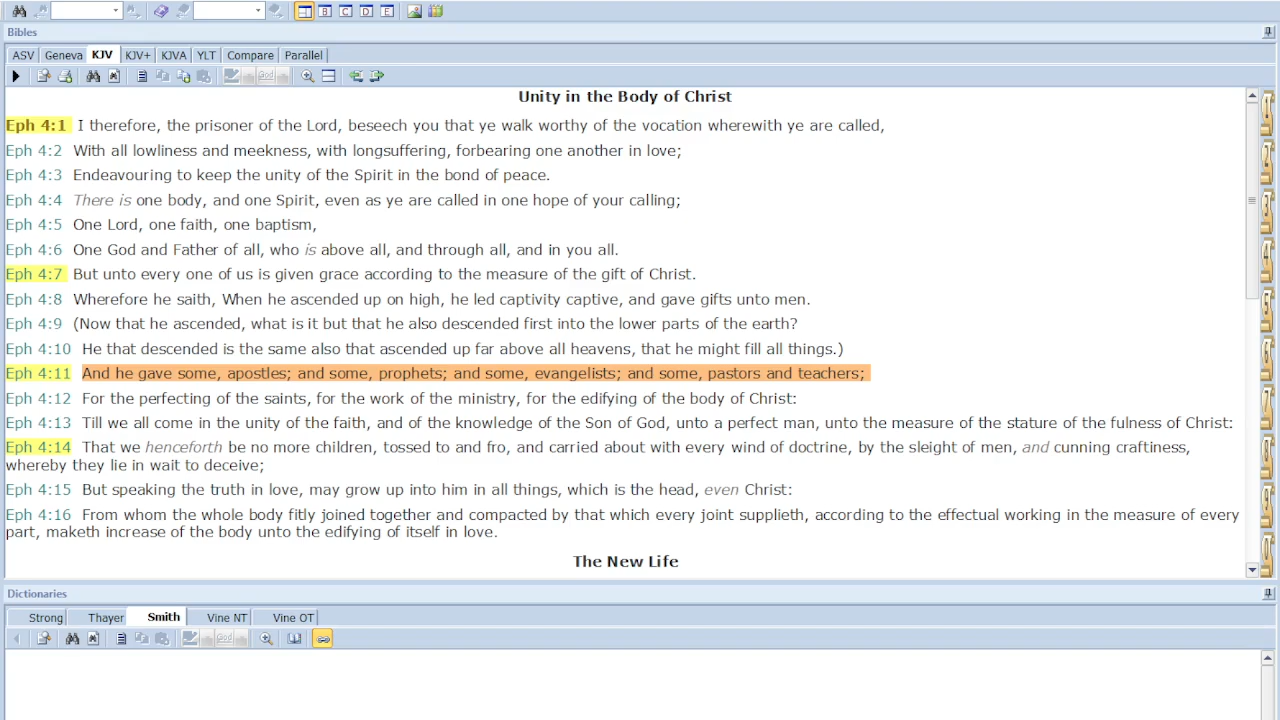 B C D E
Bibles
ASV Geneva KJV KJV+ KJVA YLT Compare Parallel
God
Unity in the Body of Christ
Eph 4:1 I therefore, the prisoner of the Lord, beseech you that ye walk worthy of the vocation wherewith ye are called,
Eph 4:2 With all lowliness and meekness, with longsuffering, forbearing one another in love;
Eph 4:3 Endeavouring to keep the unity of the Spirit in the bond of peace.
Eph 4:4 There is one body, and one Spirit, even as ye are called in one hope of your calling;
Eph 4:5 One Lord, one faith, one baptism,
Eph 4:6 One God and Father of all, who is above all, and through all, and in you all.
Eph 4:7 But unto every one of us is given grace according to the measure of the gift of Christ.
Eph 4:8 Wherefore he saith, When he ascended up on high, he led captivity captive, and gave gifts unto men.
Eph 4:9 (Now that he ascended, what is it but that he also descended first into the lower parts of the earth?
Eph 4:10 He that descended is the same also that ascended up far above all heavens, that he might fill all things.)
Eph 4:11 And he gave some, apostles; and some, prophets; and some, evangelists; and some, pastors and teachers;
Eph 4:12 For the perfecting of the saints, for the work of the ministry, for the edifying of the body of Christ:
Eph 4:13 Till we all come in the unity of the faith, and of the knowledge of the Son of God, unto a perfect man, unto the measure of the stature of the fulness of Christ:
Eph 4:14 That we henceforth be no more children, tossed to and fro, and carried about with every wind of doctrine, by the sleight of men, and cunning craftiness,
whereby they lie in wait to deceive;
Eph 4:15 But speaking the truth in love, may grow up into him in all things, which is the head, even Christ:
Eph 4:16 From whom the whole body fitly joined together and compacted by that which every joint supplieth, according to the effectual working in the measure of every
part, maketh increase of the body unto the edifying of itself in love.
The New Life
1
2
3
4
5
6
7
8
9
0
Dictionaries
Strong Thayer Smith Vine NT Vine OT
God